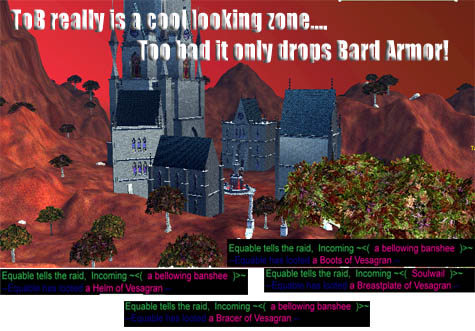 ToB really is a cool looking zone....
Too bad it only drops Bard Armor!
Equable tells the raid, Incoming ~<( a bellowing banshee )>~
--Equable has looted a Boots of Vesagran --
Equable tells the raid, Incoming ~<( a bellowing banshee )>~
--Equable has looted a Helm of Vesagran --
Equable tells the raid, Incoming ~<( Soulwail )>~
--Equable has looted a Breastplate of Vesagran --
Equable tells the raid, Incoming ~<( a bellowing banshee )>~
--Equable has looted a Bracer of Vesagran --